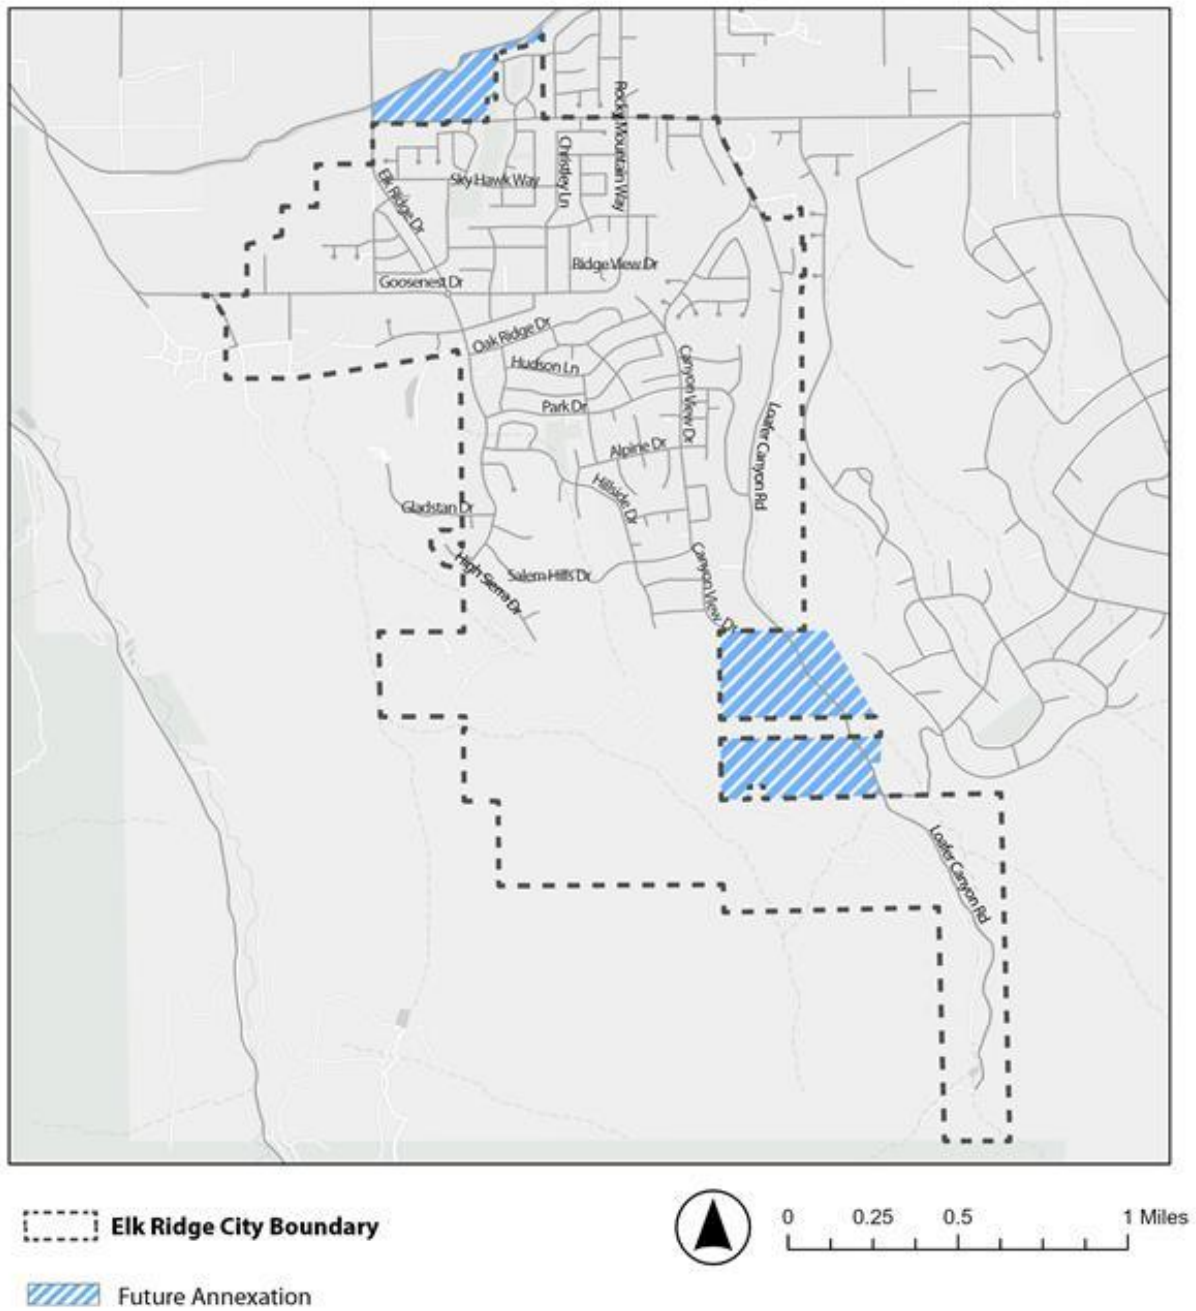 Rocky Mountain Way
Christley Ln
Sky Hawk Way
Elk Ridge Dr
Ridge View Dr
Goosenest Dr
Oak Ridge Dr
Hudson Ln
Canyon View Dr
Park Dr
Loafer Canyon Rd
Alpine Dr
Hillside Dr
Gladstan Dr
High Sierra Dr
Salem Hills Dr
Canyon View Dr
Loafer Canyon Rd
Elk Ridge City Boundary
0 0.25 0.5 1 Miles
Future Annexation